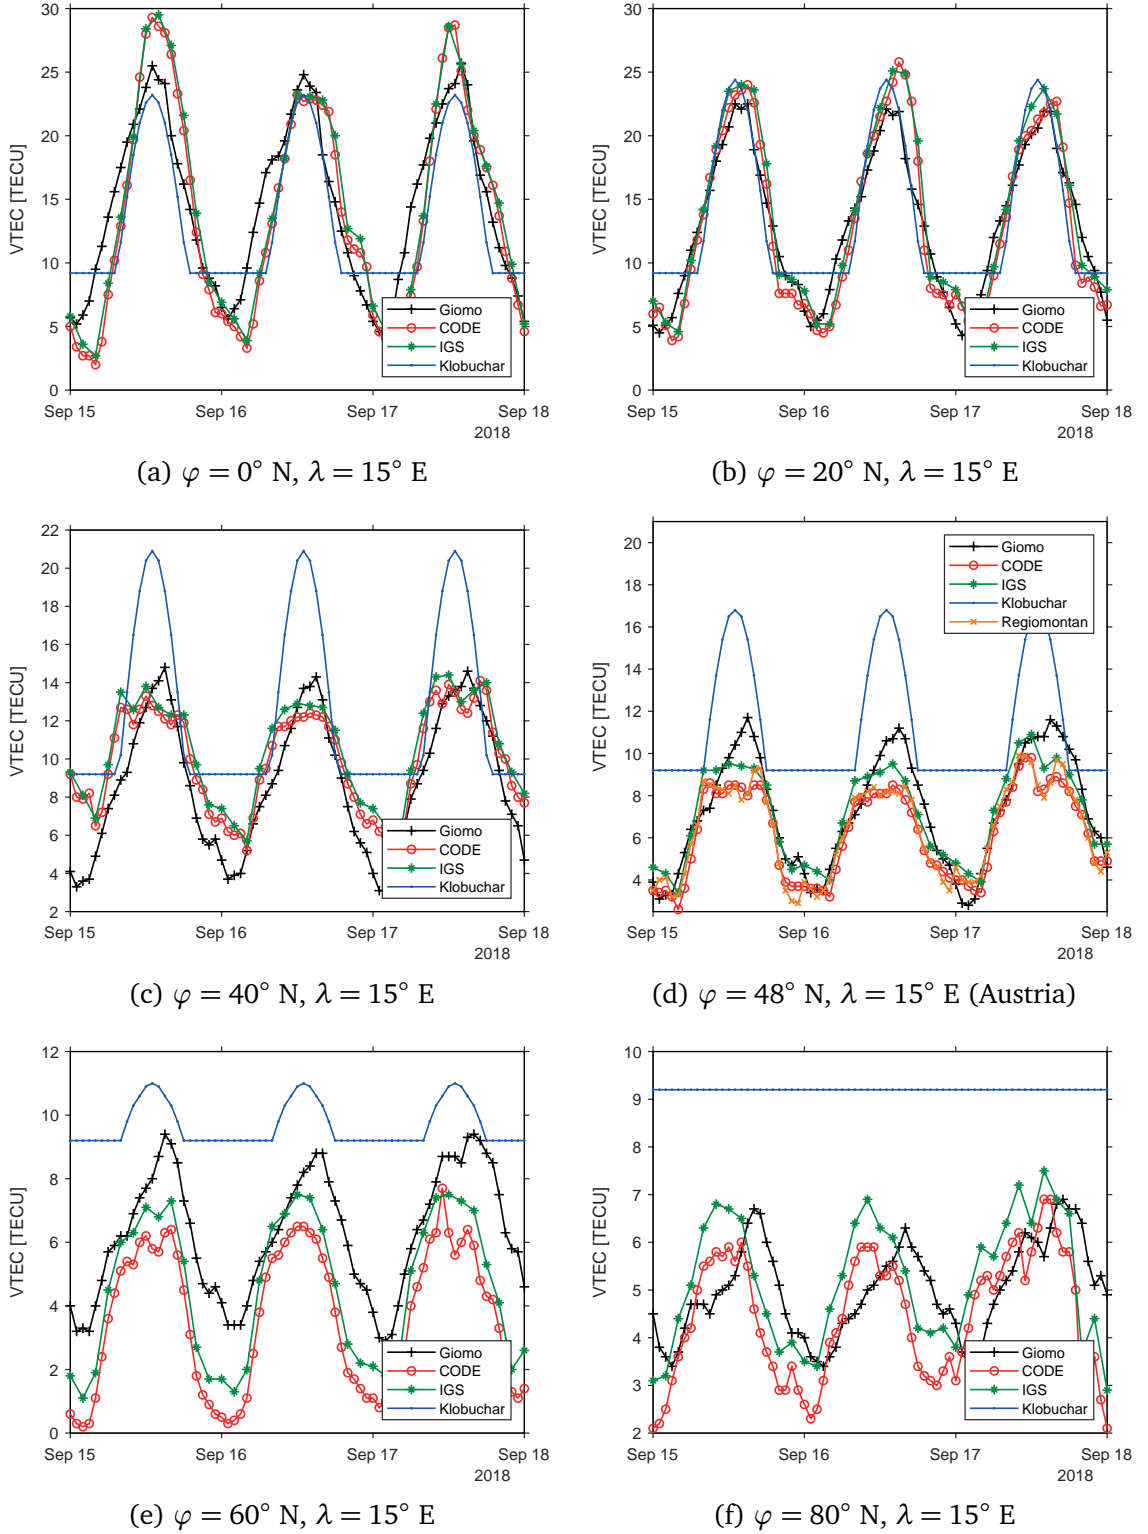 30
25
20
15
10
5
0
VTEC [TECU]
Sep 15
Sep 16
Sep 17
Sep 18
2018
Giomo
CODE
IGS
Klobuchar
(a) φ = 0° N, λ = 15° E
30
25
20
15
10
5
0
VTEC [TECU]
Sep 15
Sep 16
Sep 17
Sep 18
2018
Giomo
CODE
IGS
Klobuchar
(b) φ = 20° N, λ = 15° E
22
20
18
16
14
12
10
8
6
4
2
VTEC [TECU]
Sep 15
Sep 16
Sep 17
Sep 18
2018
Giomo
CODE
IGS
Klobuchar
(c) φ = 40° N, λ = 15° E
20
18
16
14
12
10
8
6
4
VTEC [TECU]
Sep 15
Sep 16
Sep 17
Sep 18
2018
Giomo
CODE
IGS
Klobuchar
Regiomontan
(d) φ = 48° N, λ = 15° E (Austria)
12
10
8
6
4
2
0
VTEC [TECU]
Sep 15
Sep 16
Sep 17
Sep 18
2018
Giomo
CODE
IGS
Klobuchar
(e) φ = 60° N, λ = 15° E
10
9
8
7
6
5
4
3
2
VTEC [TECU]
Sep 15
Sep 16
Sep 17
Sep 18
2018
Giomo
CODE
IGS
Klobuchar
(f) φ = 80° N, λ = 15° E